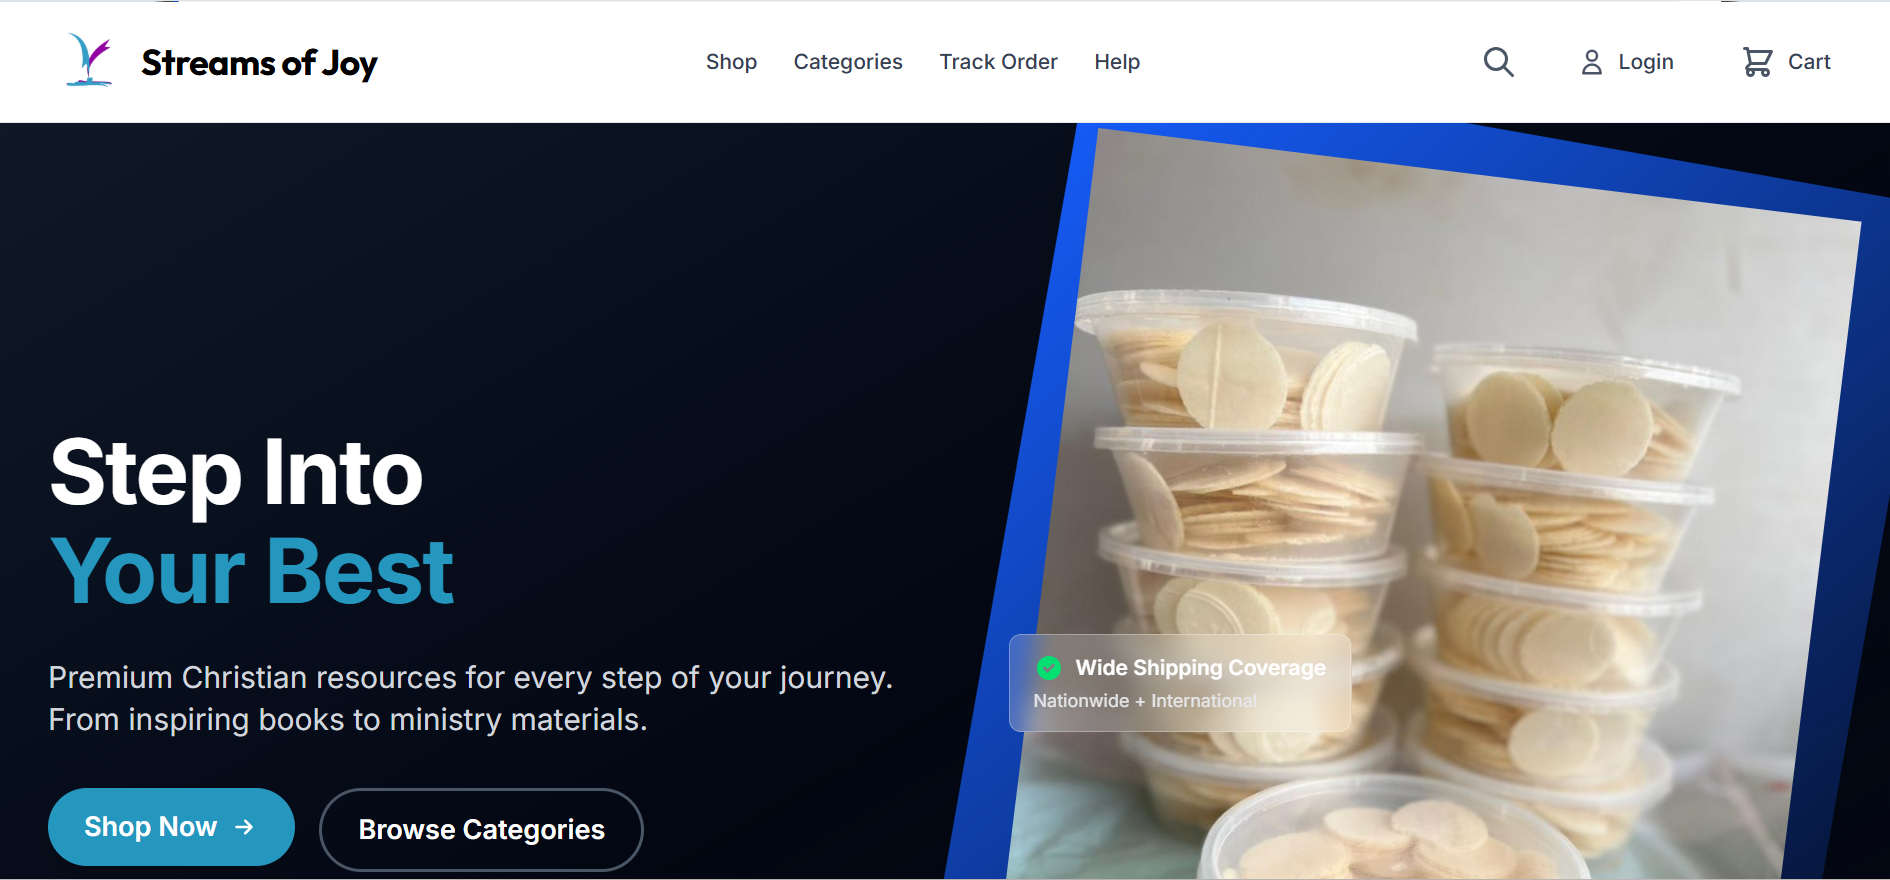 Streams of Joy
Shop
Categories
Track Order
Help
Login
Cart
Step Into
Your Best
Premium Christian resources for every step of your journey.
From inspiring books to ministry materials.
Shop Now
Browse Categories
Wide Shipping Coverage
Nationwide + International